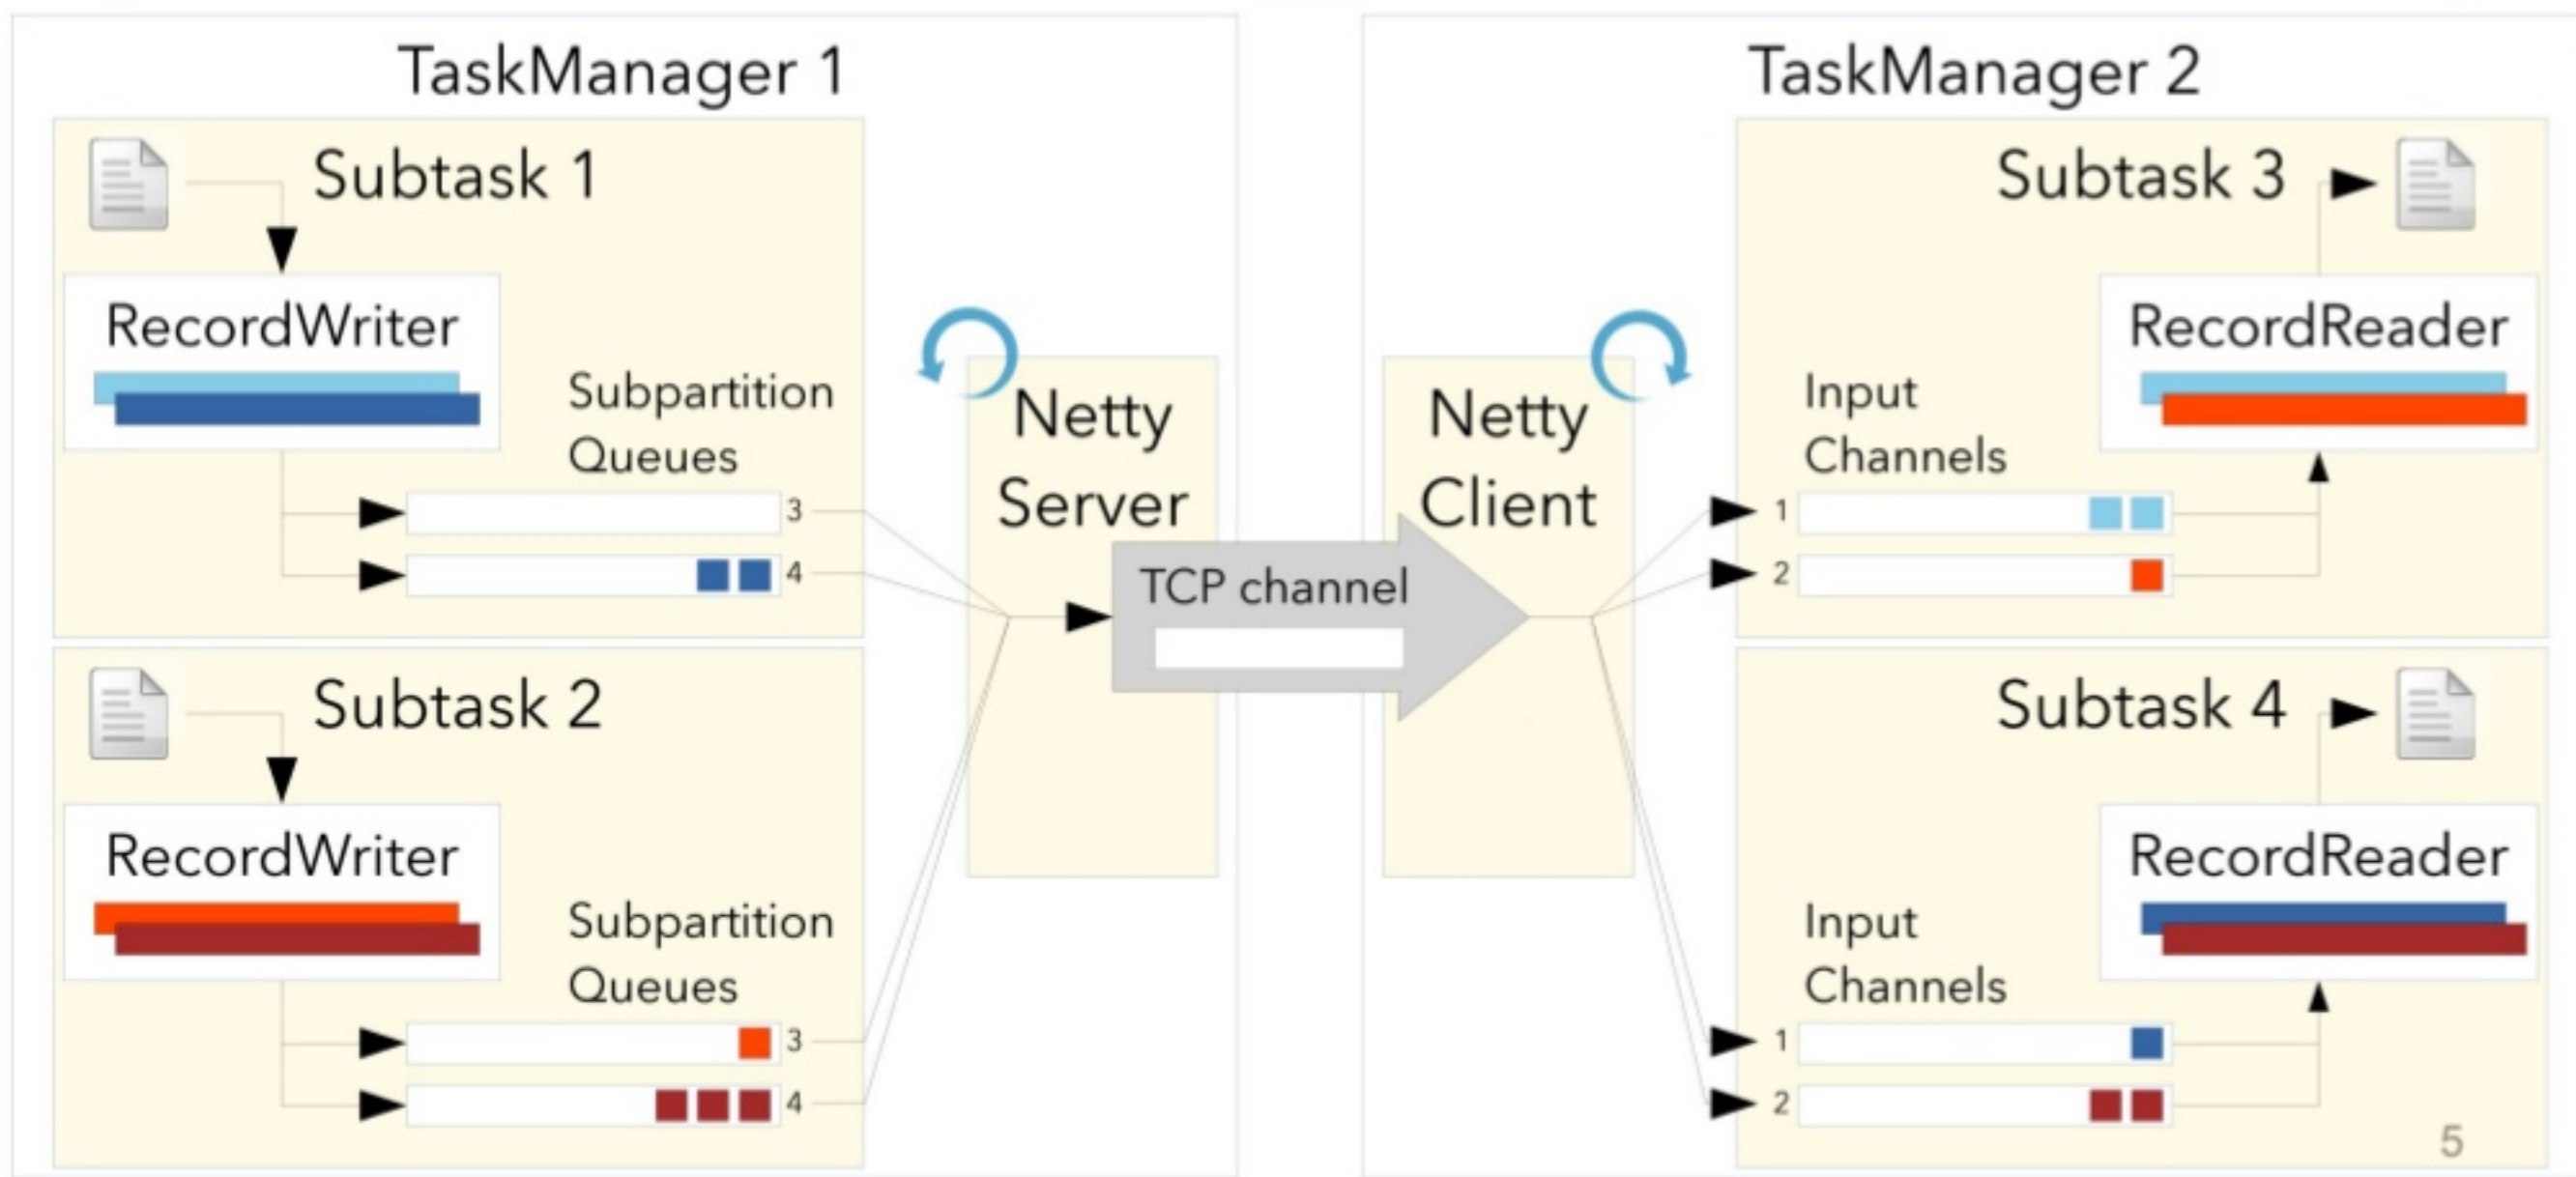 TaskManager 1
Subtask 1
RecordWriter
Subpartition
Queues
3
4
Subtask 2
RecordWriter
Subpartition
Queues
3
4
Netty
Server
TCP channel
Netty
Client
TaskManager 2
Subtask 3
RecordReader
Input
Channels
1
2
Subtask 4
RecordReader
Input
Channels
1
2
5